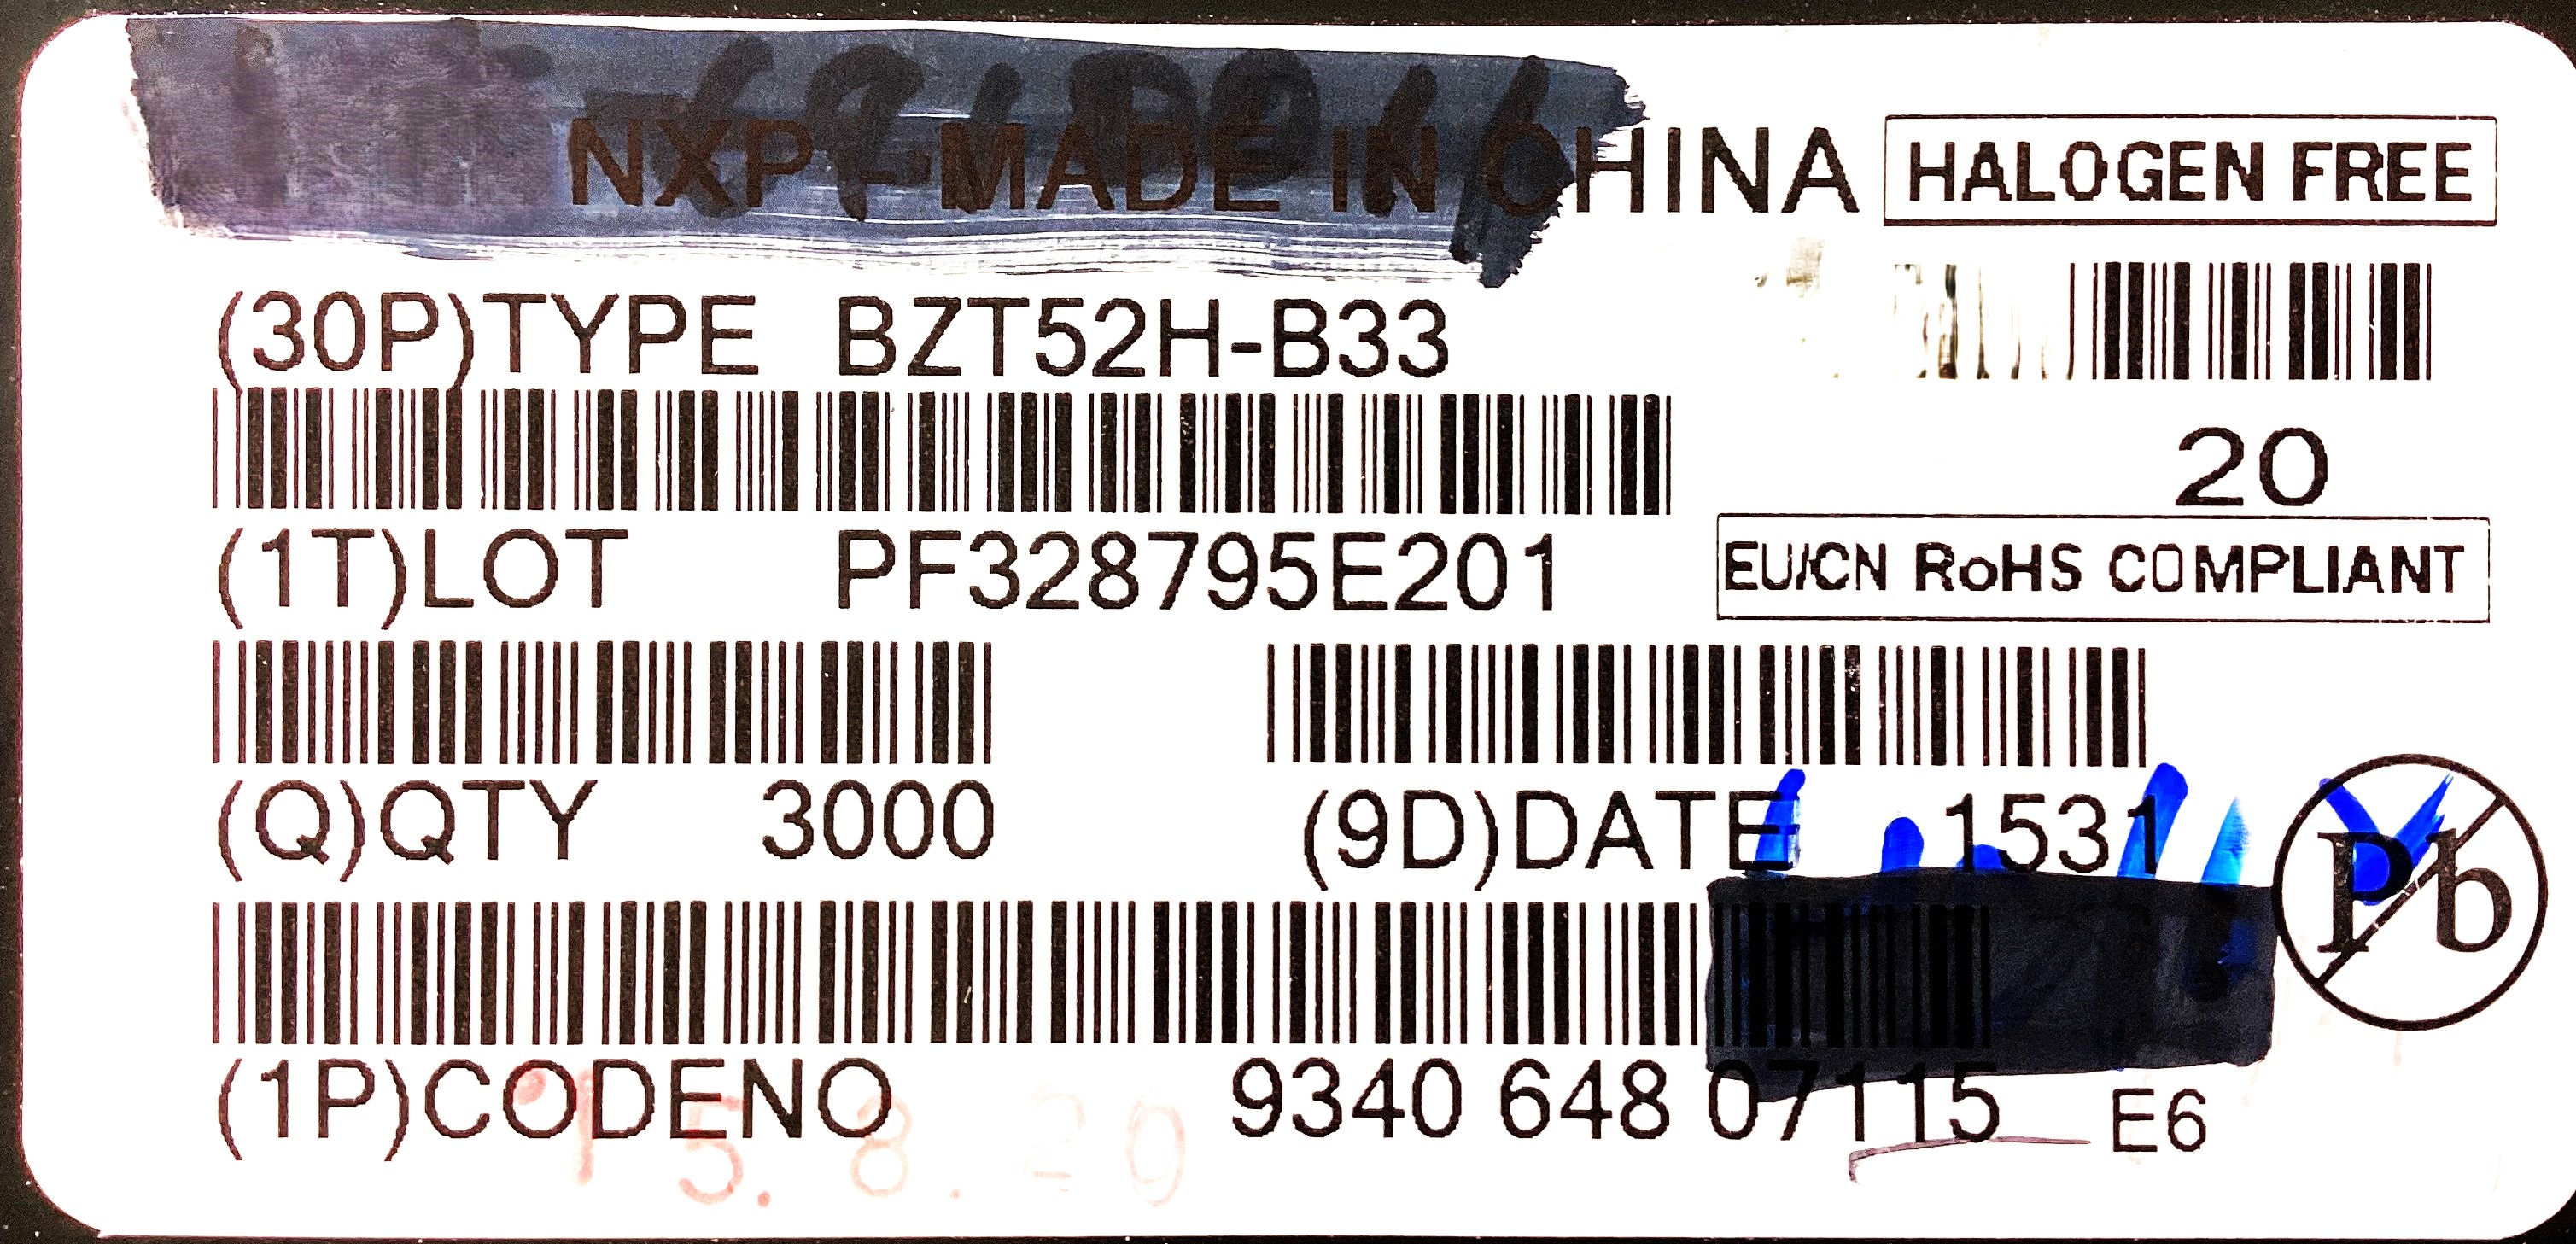 NXP - MADE IN CHINA
HALOGEN FREE
(30P)TYPE BZT52H-B33
20
(1T)LOT PF328795E201
EU/CN RoHS COMPLIANT
(Q)QTY 3000
(9D)DATE 1531
Pb
(1P)CODENO 9340 648 07115
E6
15.8.20